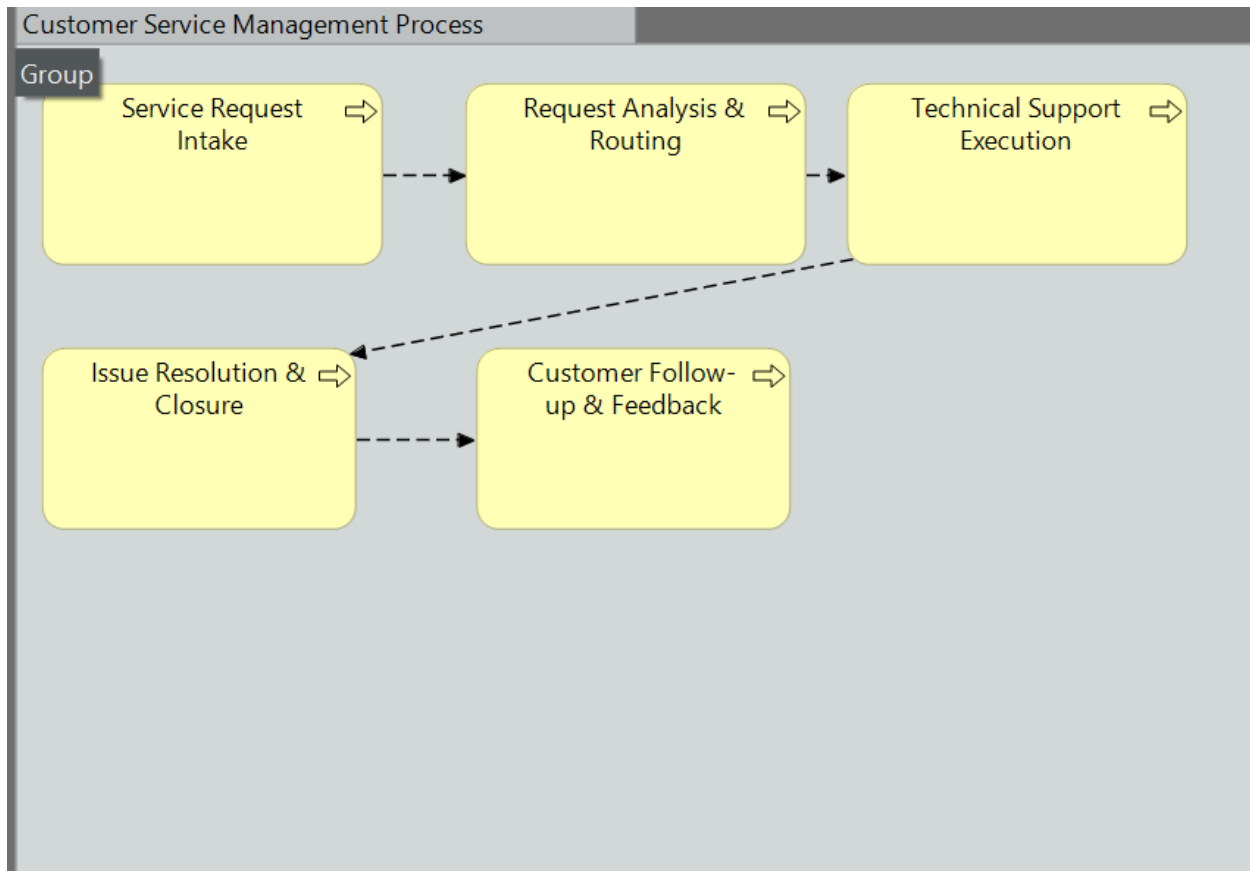 Customer Service Management Process
Group
Service Request
Intake
Request Analysis &
Routing
Technical Support
Execution
Issue Resolution &
Closure
Customer Follow-
up & Feedback